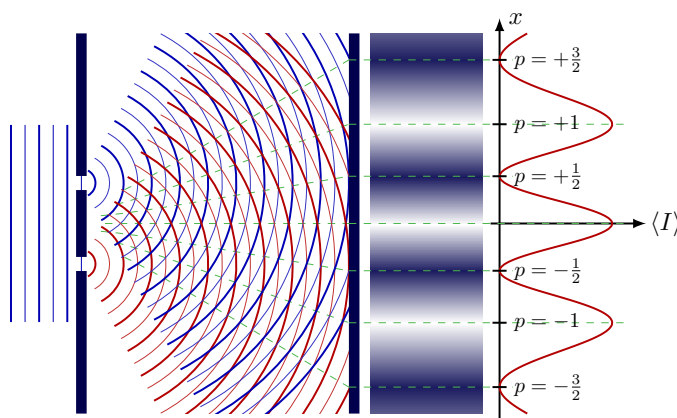 x
p = +3/2
p = +1
p = +1/2
⟨I⟩
p = −1/2
p = −1
p = −3/2